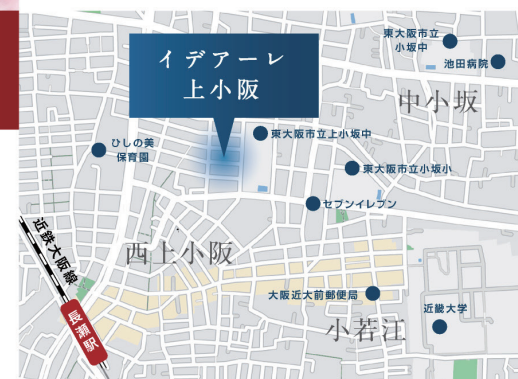 東大阪市立
小坂中
池田病院
イデアーレ
上小阪
中小坂
ひしの美
保育園
東大阪市立上小阪中
東大阪市立小坂小
セブンイレブン
近鉄大阪線
西上小阪
長瀬駅
大阪近大前郵便局
小若江
近畿大学